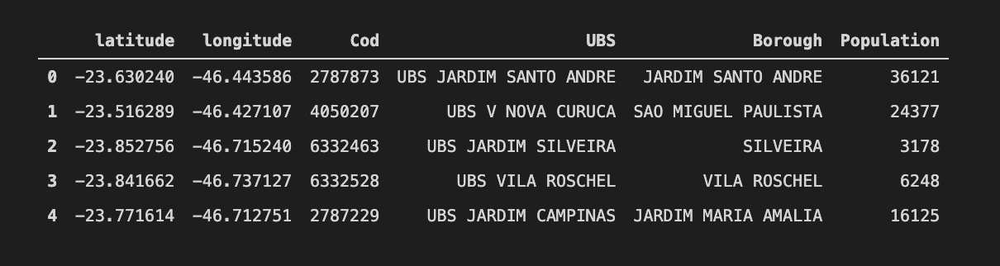 latitude longitude Cod UBS Borough Population
0 −23.630240 −46.443586 2787873 UBS JARDIM SANTO ANDRE JARDIM SANTO ANDRE 36121
1 −23.516289 −46.427107 4050207 UBS V NOVA CURUCA SAO MIGUEL PAULISTA 24377
2 −23.852756 −46.715240 6332463 UBS JARDIM SILVEIRA SILVEIRA 3178
3 −23.841662 −46.737127 6332528 UBS VILA ROSCHEL VILA ROSCHEL 6248
4 −23.771614 −46.712751 2787229 UBS JARDIM CAMPINAS JARDIM MARIA AMALIA 16125